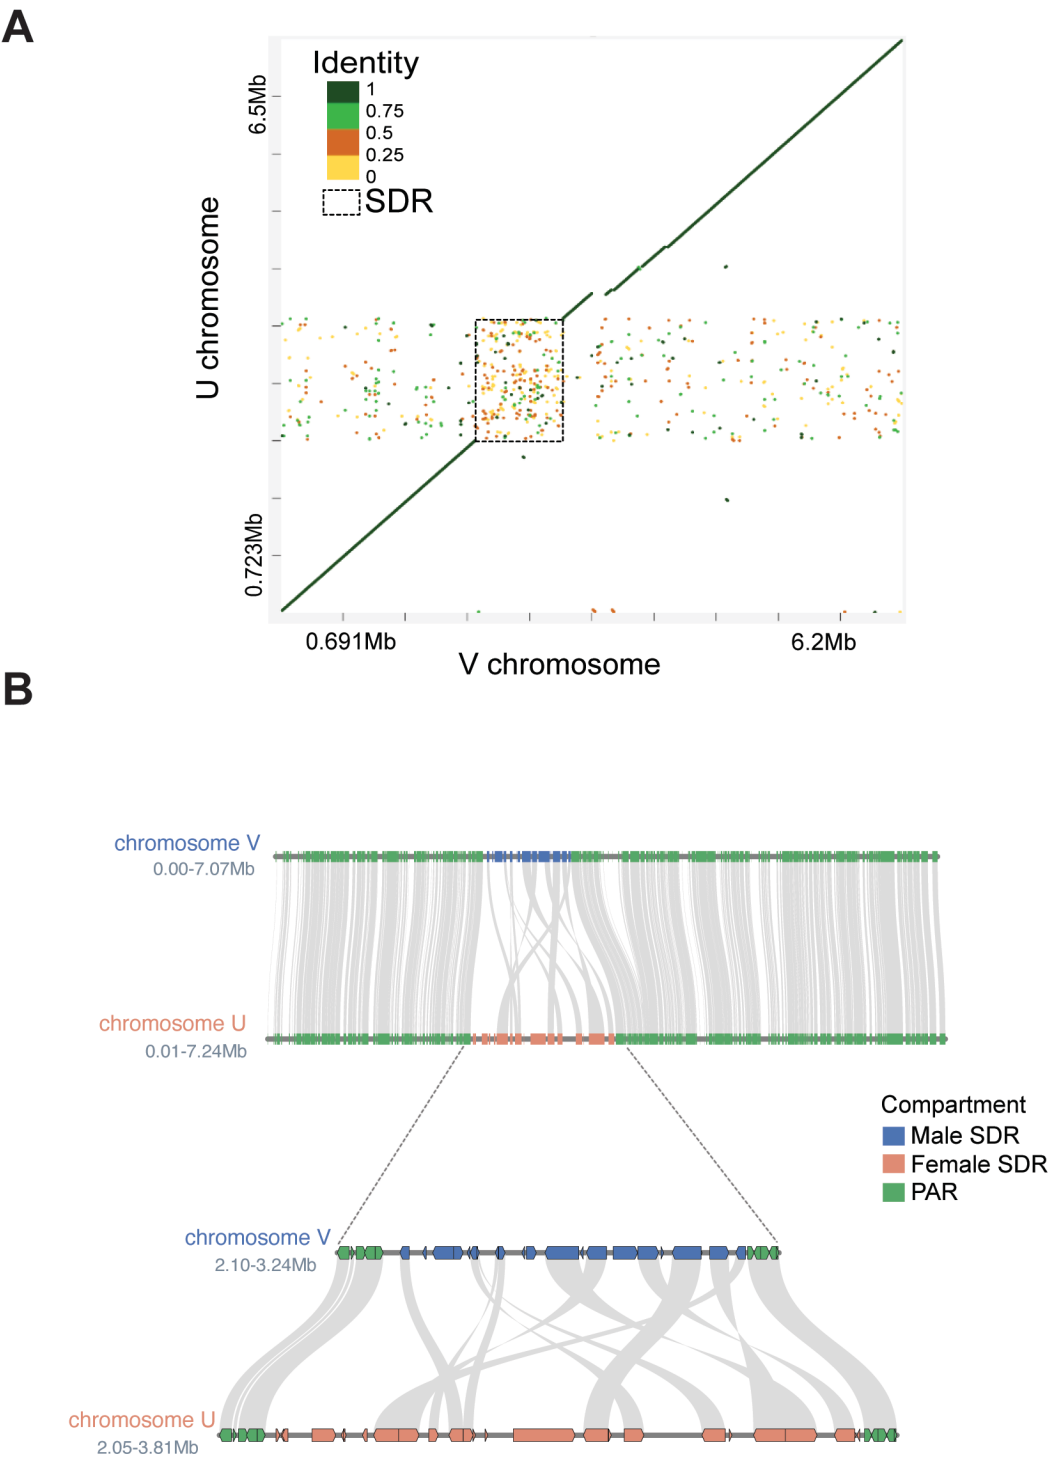 A
Identity
1
0.75
0.5
0.25
0
SDR
6.5Mb
U chromosome
0.723Mb
0.691Mb
6.2Mb
V chromosome
B
chromosome V
0.00-7.07Mb
chromosome U
0.01-7.24Mb
Compartment
Male SDR
Female SDR
PAR
chromosome V
2.10-3.24Mb
chromosome U
2.05-3.81Mb